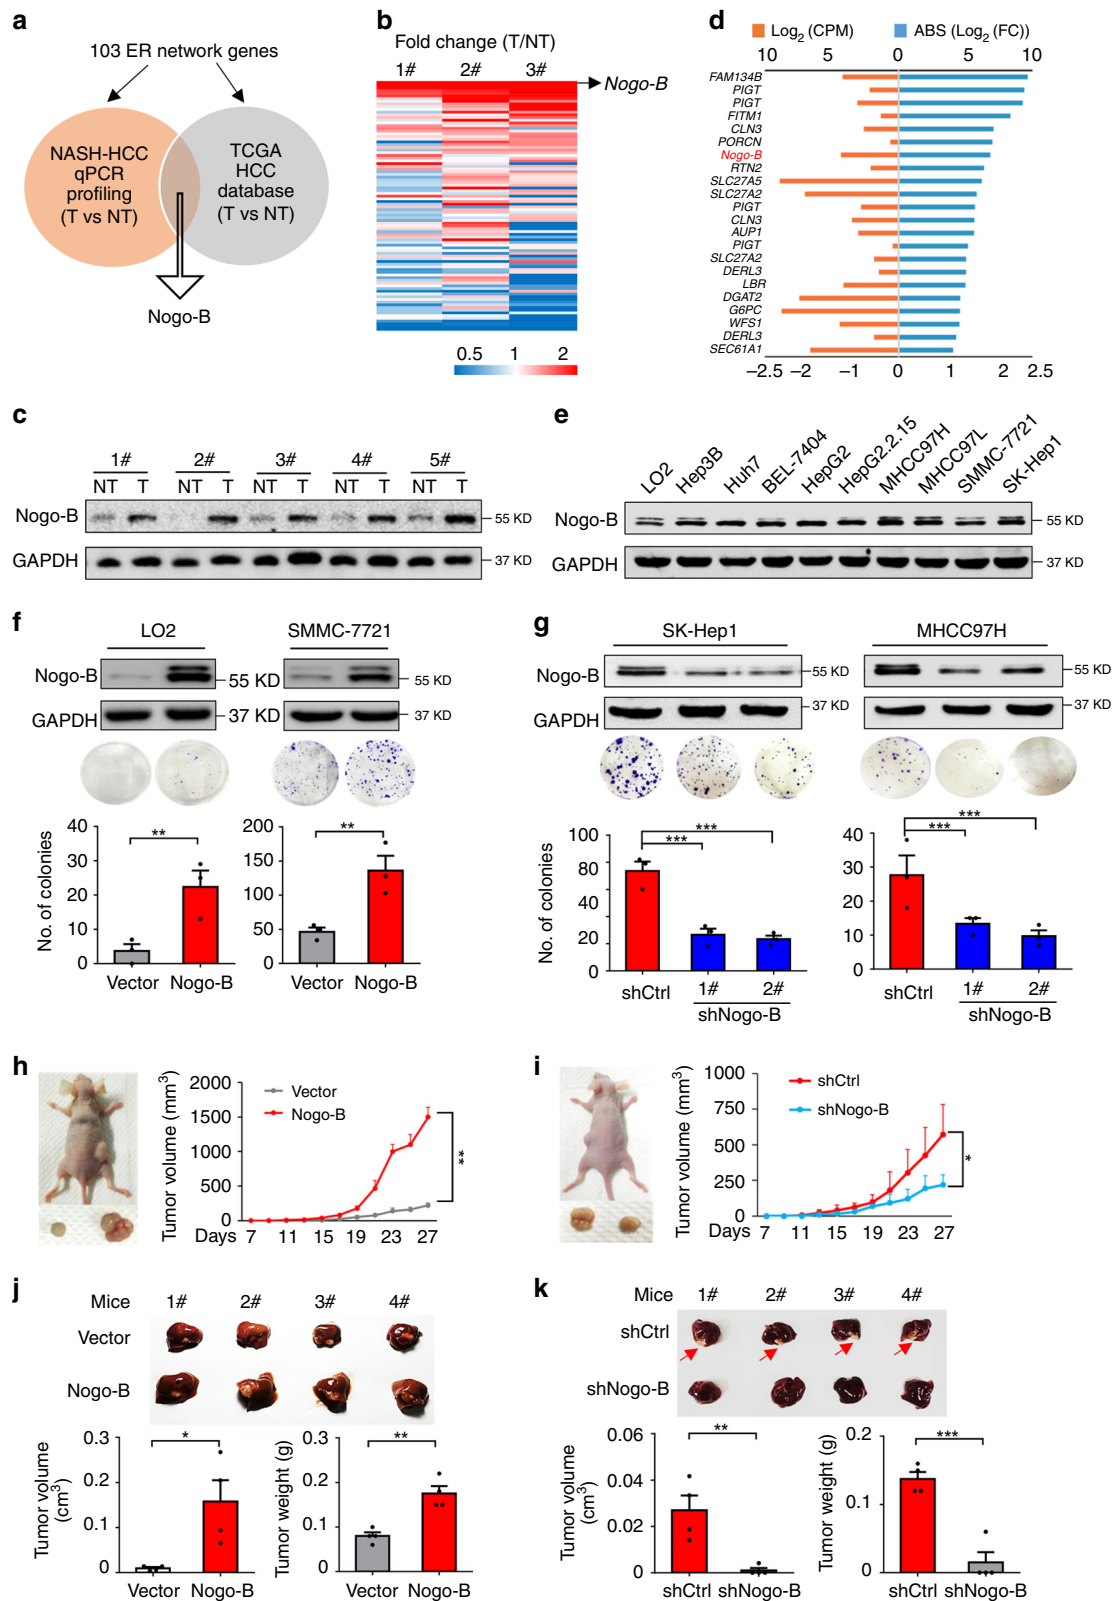 a
103 ER network genes
NASH-HCC
qPCR
profiling
(T vs NT)
TCGA
HCC
database
(T vs NT)
Nogo-B
b
Fold change (T/NT)
1# 2# 3#
Nogo-B
0.5 1 2
d
Log2 (CPM) ABS (Log2 (FC))
10 5 0 5 10
FAM134B
PIGT
PIGT
FITM1
CLN3
PORCN
Nogo-B
RTN2
SLC27A5
SLC27A2
PIGT
CLN3
AUP1
PIGT
SLC27A2
DERL3
LBR
DGAT2
G6PC
WFS1
DERL3
SEC61A1
–2.5 –2 –1 0 1 2 2.5
c
1# 2# 3# 4# 5#
NT T NT T NT T NT T NT T
Nogo-B 55 KD
GAPDH 37 KD
e
LO2 Hep3B Huh7 BEL-7404 HepG2 HepG2.2.15 MHCC97H MHCC97L SMMC-7721 SK-Hep1
Nogo-B 55 KD
GAPDH 37 KD
f
LO2 SMMC-7721
Nogo-B 55 KD 55 KD
GAPDH 37 KD 37 KD
No. of colonies
40
30
20
10
0
**
Vector Nogo-B
200
150
100
50
0
**
Vector Nogo-B
g
SK-Hep1 MHCC97H
Nogo-B 55 KD 55 KD
GAPDH 37 KD 37 KD
No. of colonies
100
80
60
40
20
0
***
***
shCtrl 1# 2#
shNogo-B
40
30
20
10
0
***
***
shCtrl 1# 2#
shNogo-B
h
Tumor volume (mm3)
2000
1500
1000
500
0
Vector
Nogo-B
**
Days 7 11 15 19 23 27
i
Tumor volume (mm3)
1000
750
500
250
0
shCtrl
shNogo-B
*
Days 7 11 15 19 23 27
j
Mice 1# 2# 3# 4#
Vector
Nogo-B
Tumor volume
(cm3)
0.3
0.2
0.1
0
*
Vector Nogo-B
Tumor weight (g)
0.3
0.2
0.1
0
**
Vector Nogo-B
k
Mice 1# 2# 3# 4#
shCtrl
shNogo-B
Tumor volume
(cm3)
0.06
0.04
0.02
0
**
shCtrl shNogo-B
Tumor weight (g)
0.2
0.1
0
***
shCtrl shNogo-B